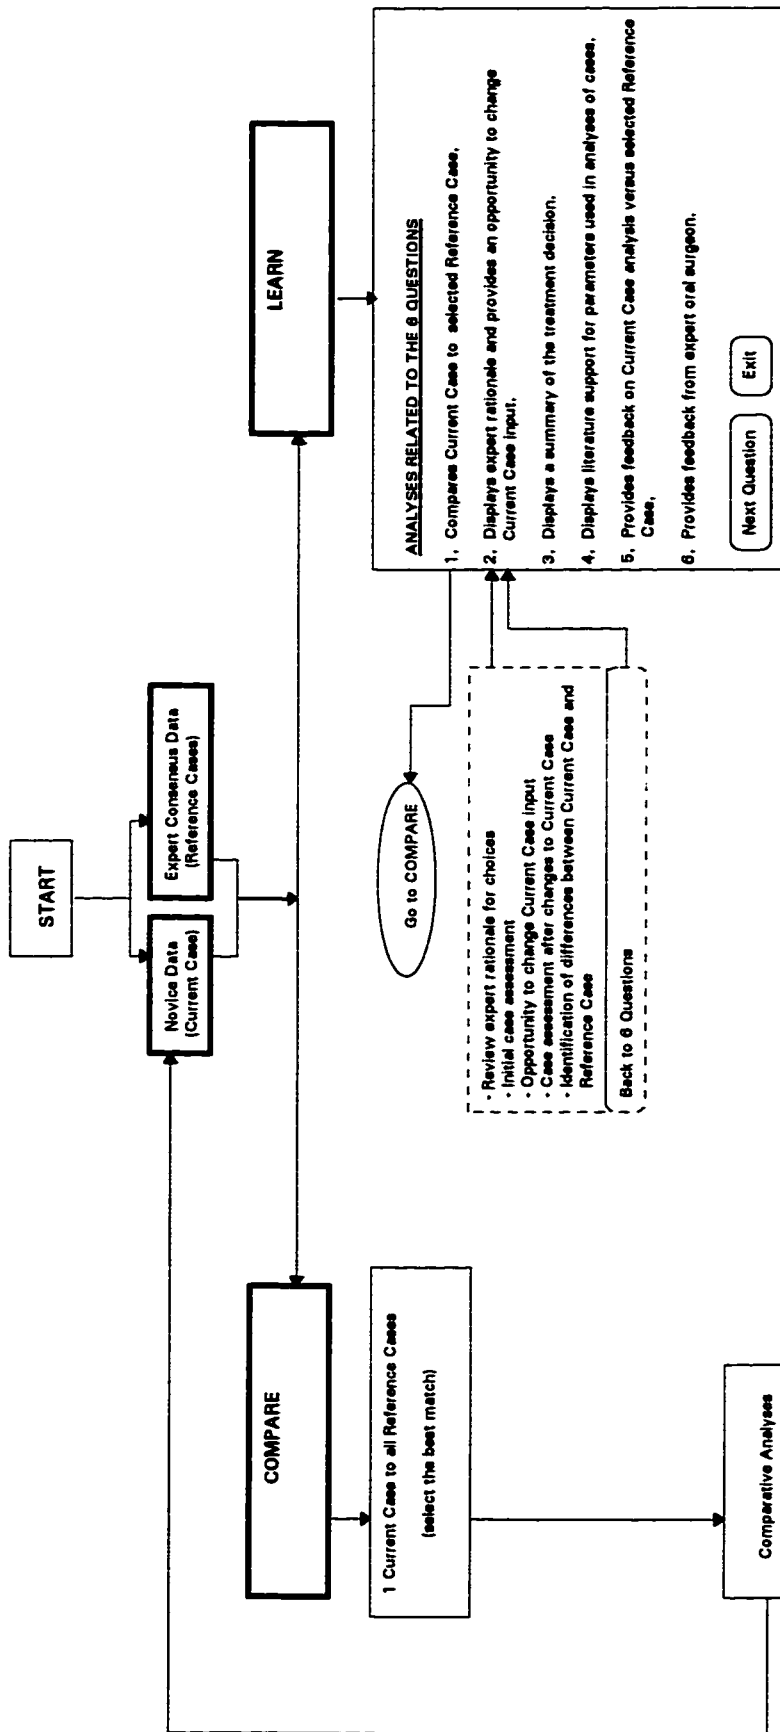 START
Novice Data
(Current Case)
Expert Consensus Data
(Reference Cases)
COMPARE
LEARN
1 Current Case to all Reference Cases
(select the best match)
Comparative Analyses
Go to COMPARE
- Review expert rationale for choices
- Initial case assessment
- Opportunity to change Current Case input
- Case assessment after changes to Current Case
- Identification of differences between Current Case and
Reference Case
Back to 6 Questions
ANALYSES RELATED TO THE 6 QUESTIONS
1. Compares Current Case to selected Reference Case.
2. Displays expert rationale and provides an opportunity to change
Current Case input.
3. Displays a summary of the treatment decision.
4. Displays literature support for parameters used in analyses of cases.
5. Provides feedback on Current Case analysis versus selected Reference
Case.
6. Provides feedback from expert oral surgeon.
Next Question
Exit